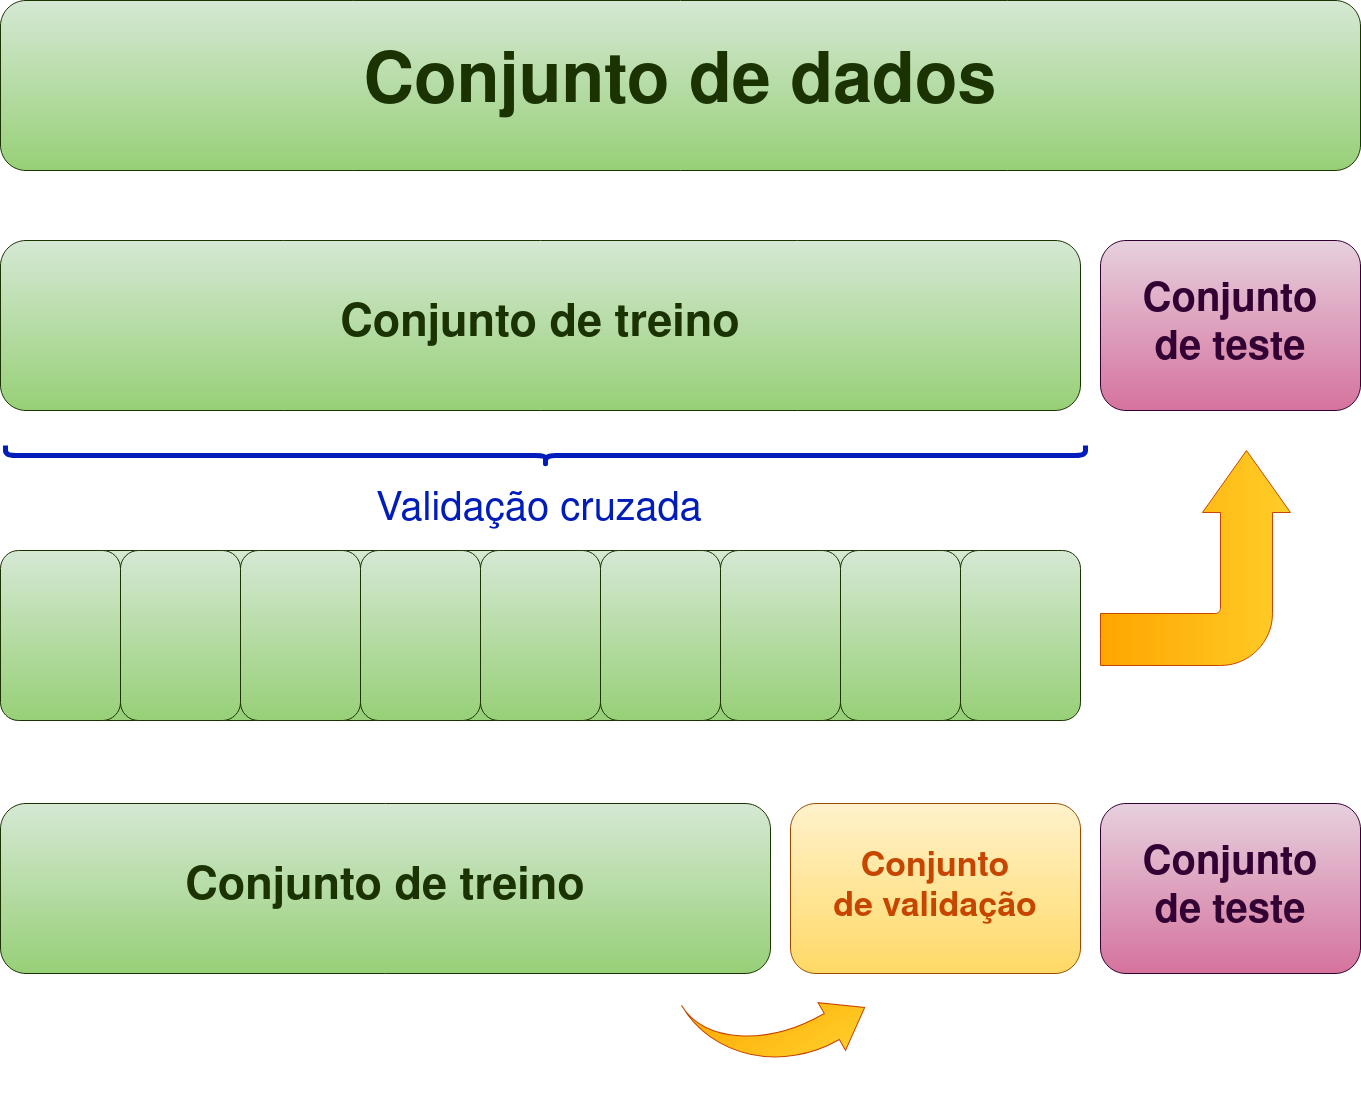 Conjunto de dados
Conjunto de treino
Conjunto
de teste
Validação cruzada
Conjunto de treino
Conjunto
de validação
Conjunto
de teste